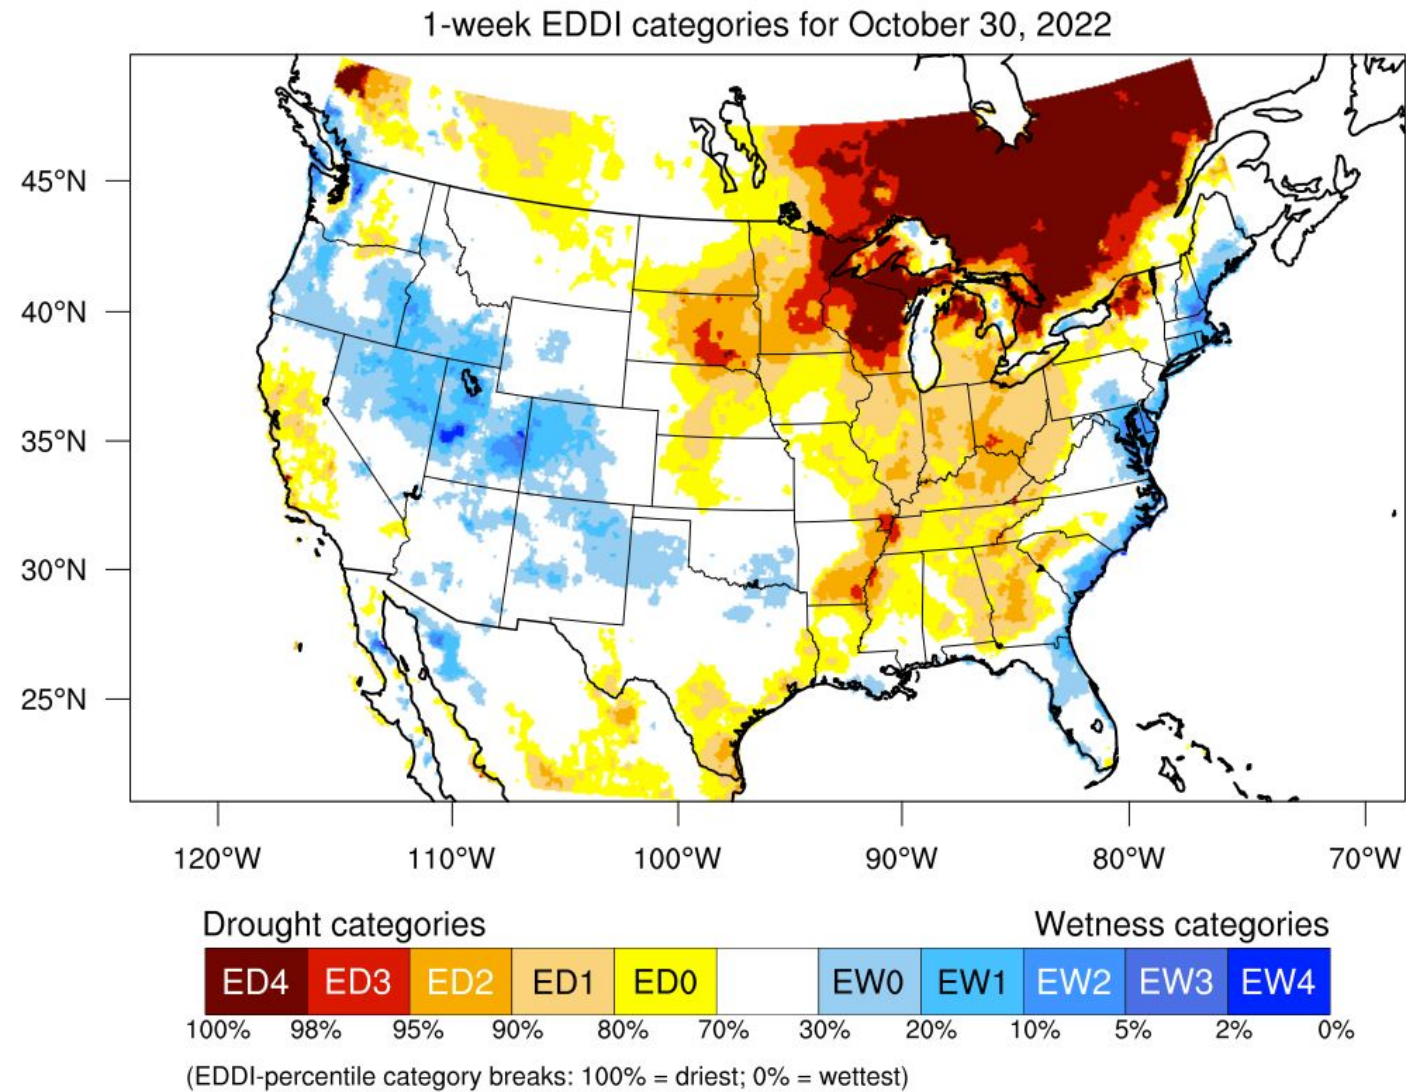 1-week EDDI categories for October 30, 2022
45°N
40°N
35°N
30°N
25°N
120°W 110°W 100°W 90°W 80°W 70°W
Drought categories Wetness categories
ED4 ED3 ED2 ED1 ED0 EW0 EW1 EW2 EW3 EW4
100% 98% 95% 90% 80% 70% 30% 20% 10% 5% 2% 0%
(EDDI-percentile category breaks: 100% = driest; 0% = wettest)